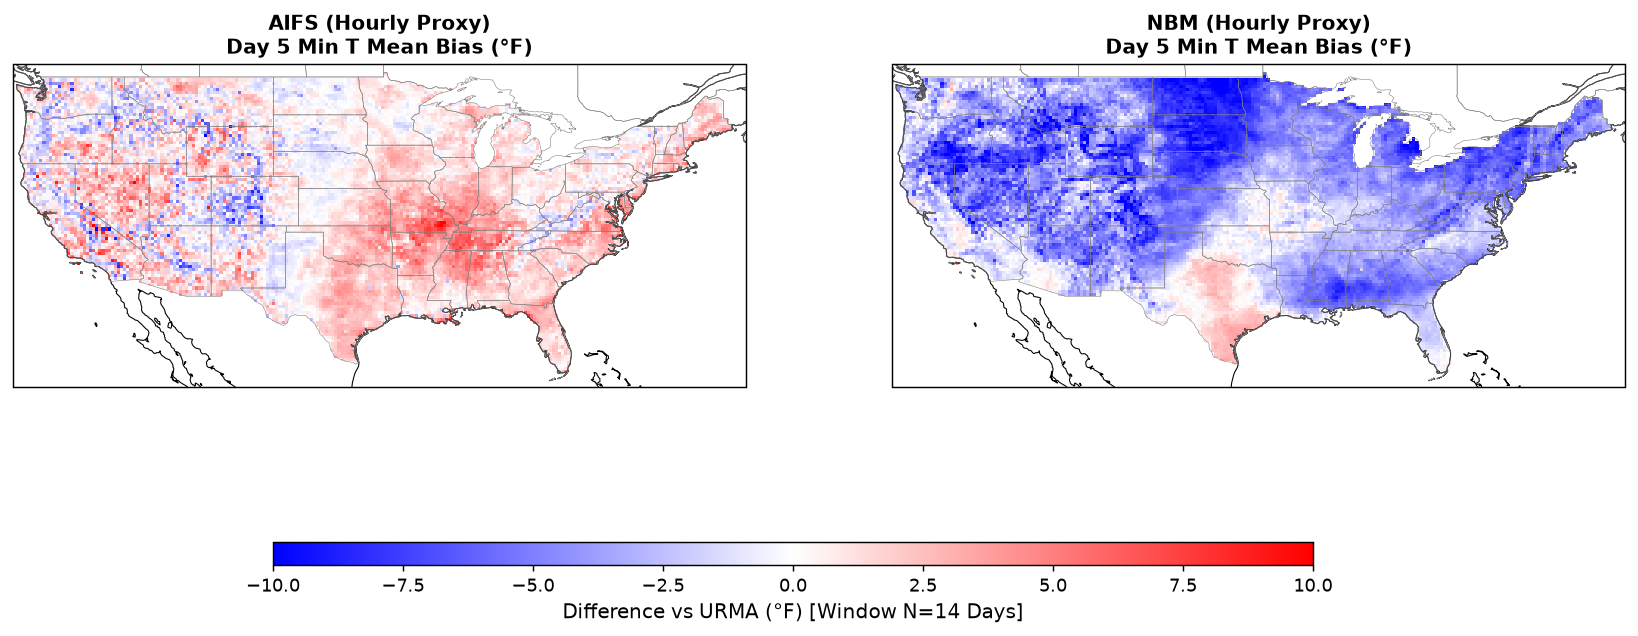 AIFS (Hourly Proxy)
Day 5 Min T Mean Bias (°F)
NBM (Hourly Proxy)
Day 5 Min T Mean Bias (°F)
−10.0 −7.5 −5.0 −2.5 0.0 2.5 5.0 7.5 10.0
Difference vs URMA (°F) [Window N=14 Days]